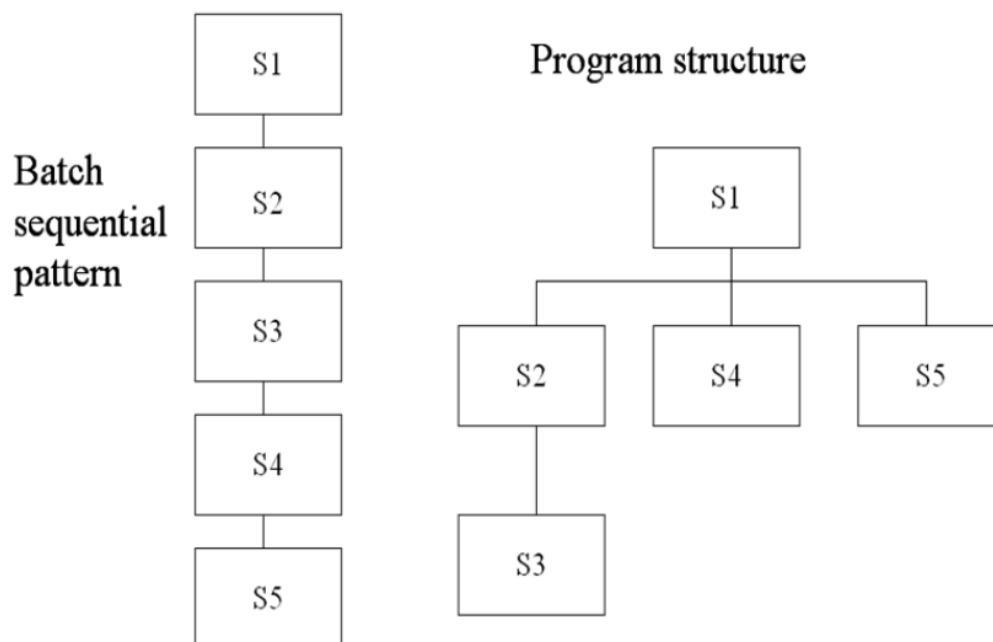 S1
Program structure
Batch
sequential
pattern
S2
S3
S4
S5
S1
S2
S4
S5
S3